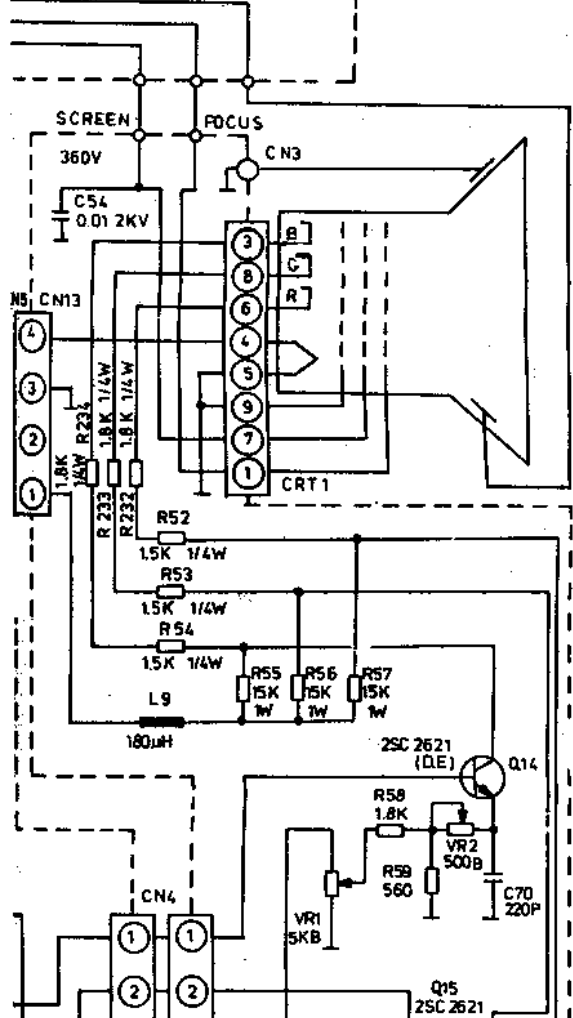 SCREEN
FOCUS
CN3
360V
C54
0.01 2KV
3
B
8
G
6
R
N5 CN13
4
4
5
3
9
2
7
1
1
CRT1
R234
1.8K
1/4W
R233
1.8K 1/4W
R232
1.8K 1/4W
R52
1.5K 1/4W
R53
1.5K 1/4W
R54
1.5K 1/4W
R55
15K
1W
R56
15K
1W
R57
15K
1W
L9
180µH
2SC 2621
(D,E)
Q14
R58
1.8K
VR2
500B
R59
560
C70
220P
VR1
5KB
CN4
1
1
2
2
Q15
2SC 2621